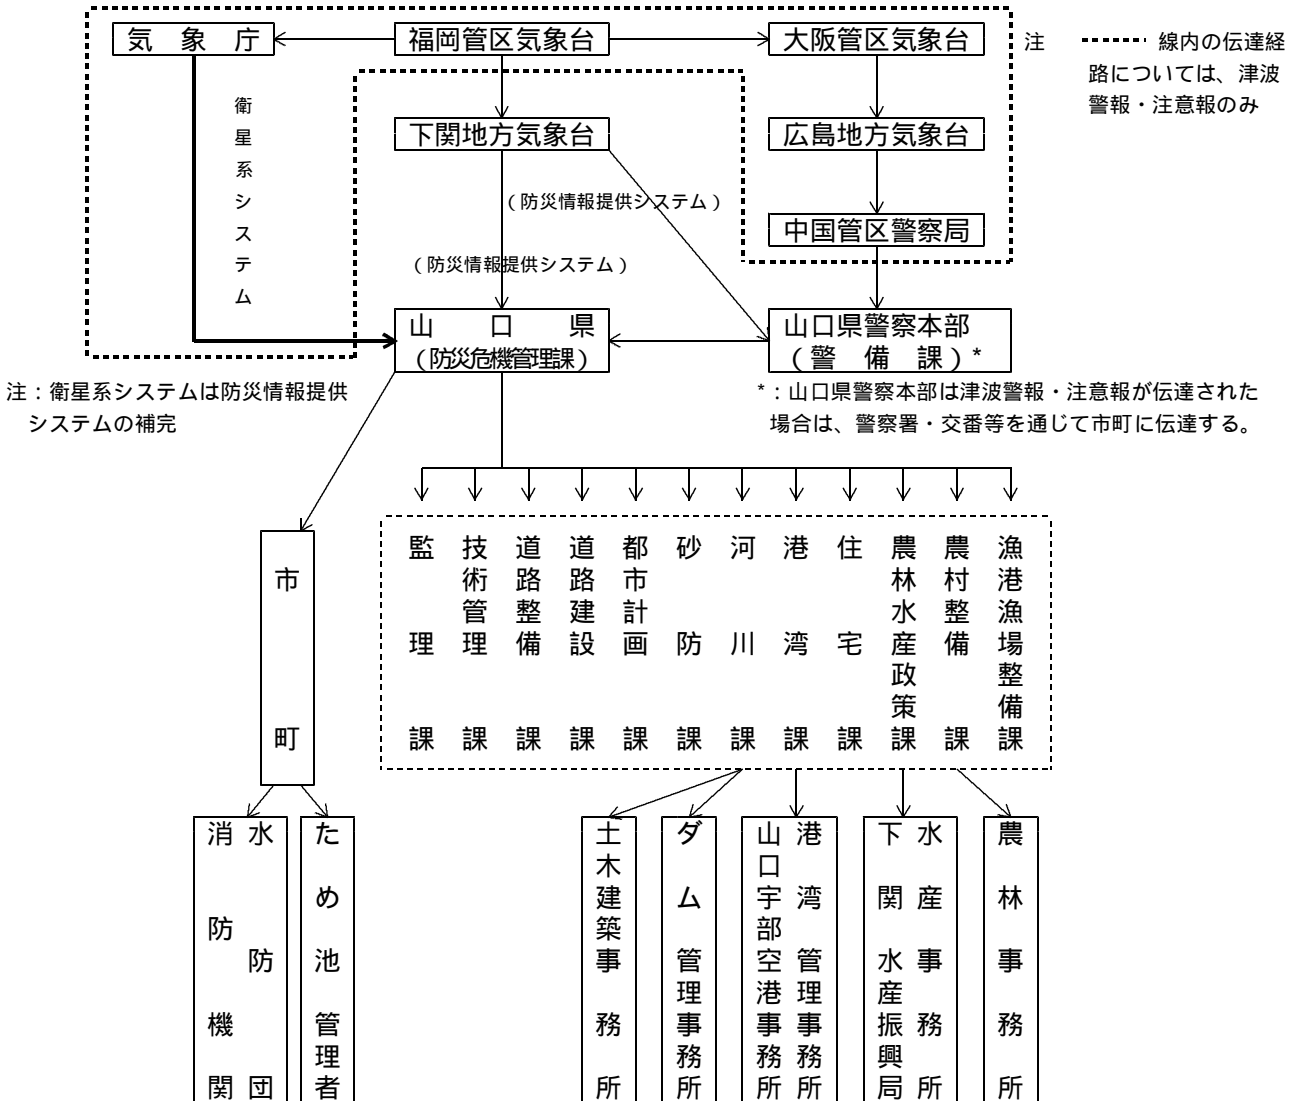 気象庁
福岡管区気象台
大阪管区気象台
注 線内の伝達経
路については、津波
警報・注意報のみ
衛星系システム
下関地方気象台
広島地方気象台
（防災情報提供システム）
中国管区警察局
（防災情報提供システム）
山口県
（防災危機管理課）
山口県警察本部
（警備課）*
注：衛星系システムは防災情報提供
システムの補完
*：山口県警察本部は津波警報・注意報が伝達された
場合は、警察署・交番等を通じて市町に伝達する。
市町
監理課
技術管理課
道路整備課
道路建設課
都市計画課
砂防課
河川課
港湾課
住宅課
農林水産政策課
農村整備課
漁港漁場整備課
水防団
消防機関
ため池管理者
土木建築事務所
ダム管理事務所
港湾管理事務所
山口宇部空港事務所
水産事務所
下関水産振興局
農林事務所